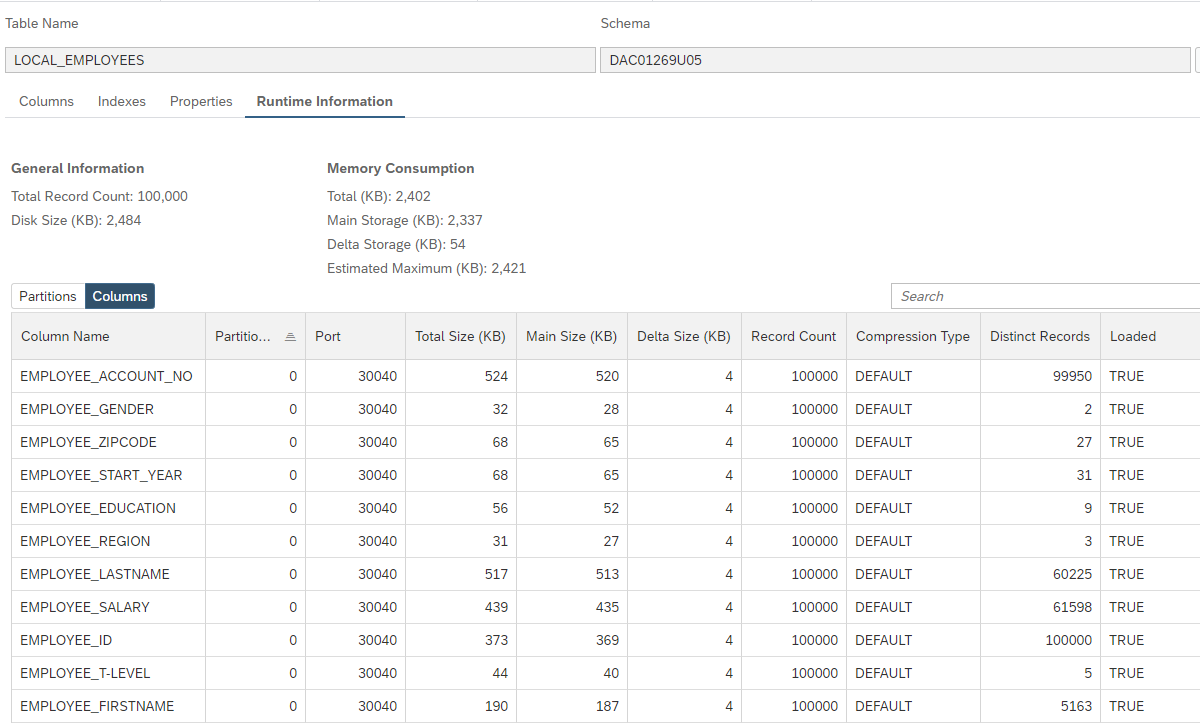 Table Name Schema
LOCAL_EMPLOYEES DAC01269U05
Columns Indexes Properties Runtime Information
General Information Memory Consumption
Total Record Count: 100,000 Total (KB): 2,402
Disk Size (KB): 2,484 Main Storage (KB): 2,337
Delta Storage (KB): 54
Estimated Maximum (KB): 2,421
Partitions Columns Search
Column Name Partitio... Port Total Size (KB) Main Size (KB) Delta Size (KB) Record Count Compression Type Distinct Records Loaded
EMPLOYEE_ACCOUNT_NO 0 30040 524 520 4 100000 DEFAULT 99950 TRUE
EMPLOYEE_GENDER 0 30040 32 28 4 100000 DEFAULT 2 TRUE
EMPLOYEE_ZIPCODE 0 30040 68 65 4 100000 DEFAULT 27 TRUE
EMPLOYEE_START_YEAR 0 30040 68 65 4 100000 DEFAULT 31 TRUE
EMPLOYEE_EDUCATION 0 30040 56 52 4 100000 DEFAULT 9 TRUE
EMPLOYEE_REGION 0 30040 31 27 4 100000 DEFAULT 3 TRUE
EMPLOYEE_LASTNAME 0 30040 517 513 4 100000 DEFAULT 60225 TRUE
EMPLOYEE_SALARY 0 30040 439 435 4 100000 DEFAULT 61598 TRUE
EMPLOYEE_ID 0 30040 373 369 4 100000 DEFAULT 100000 TRUE
EMPLOYEE_T-LEVEL 0 30040 44 40 4 100000 DEFAULT 5 TRUE
EMPLOYEE_FIRSTNAME 0 30040 190 187 4 100000 DEFAULT 5163 TRUE